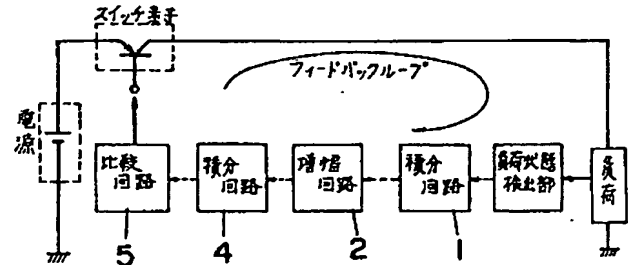 スイッチ素子
フィードバックループ
電源
比較
回路
積分
回路
増幅
回路
積分
回路
負荷状態
検出部
負荷
5
4
2
1